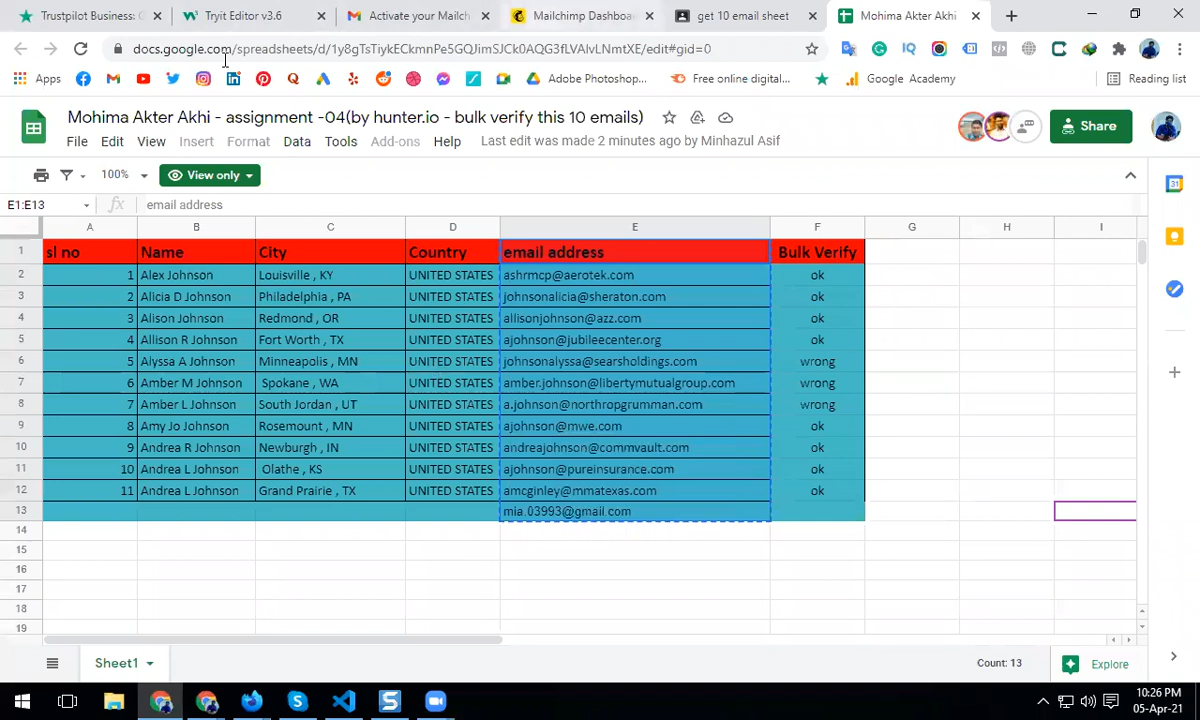 Trustpilot Business: G
Tryit Editor v3.6
Activate your Mailch
Mailchimp Dashboa
get 10 email sheet
Mohima Akter Akhi
docs.google.com/spreadsheets/d/1y8gTsTiykECkmnPe5GQJimSJCk0AQG3fLVAlvLNmtXE/edit#gid=0
Apps
Adobe Photoshop...
Free online digital...
Google Academy
Reading list
Mohima Akter Akhi - assignment -04(by hunter.io - bulk verify this 10 emails)
File Edit View Insert Format Data Tools Add-ons Help Last edit was made 2 minutes ago by Minhazul Asif
Share
100% View only
E1:E13 fx email address
A B C D E F G H I
1 sl no Name City Country email address Bulk Verify
2 1 Alex Johnson Louisville , KY UNITED STATES ashrmcp@aerotek.com ok
3 2 Alicia D Johnson Philadelphia , PA UNITED STATES johnsonalicia@sheraton.com ok
4 3 Alison Johnson Redmond , OR UNITED STATES allisonjohnson@azz.com ok
5 4 Allison R Johnson Fort Worth , TX UNITED STATES ajohnson@jubileecenter.org ok
6 5 Alyssa A Johnson Minneapolis , MN UNITED STATES johnsonalyssa@searsholdings.com wrong
7 6 Amber M Johnson Spokane , WA UNITED STATES amber.johnson@libertymutualgroup.com wrong
8 7 Amber L Johnson South Jordan , UT UNITED STATES a.johnson@northropgrumman.com wrong
9 8 Amy Jo Johnson Rosemount , MN UNITED STATES ajohnson@mwe.com ok
10 9 Andrea R Johnson Newburgh , IN UNITED STATES andreajohnson@commvault.com ok
11 10 Andrea L Johnson Olathe , KS UNITED STATES ajohnson@pureinsurance.com ok
12 11 Andrea L Johnson Grand Prairie , TX UNITED STATES amcginley@mmatexas.com ok
13 mia.03993@gmail.com
14
15
16
17
18
19
Sheet1
Count: 13
Explore
10:26 PM
05-Apr-21